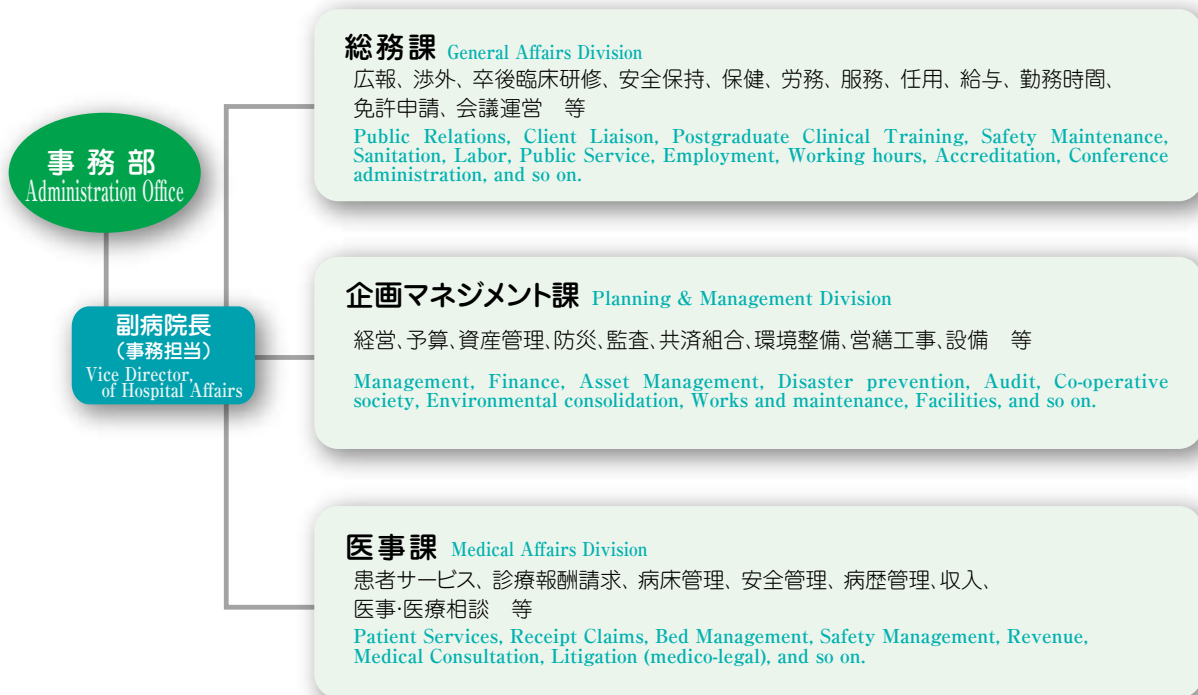 事務部
Administration Office
副病院長
（事務担当）
Vice Director,
of Hospital Affairs
総務課 General Affairs Division
広報、渉外、卒後臨床研修、安全保持、保健、労務、服務、任用、給与、勤務時間、
免許申請、会議運営　等
Public Relations, Client Liaison, Postgraduate Clinical Training, Safety Maintenance,
Sanitation, Labor, Public Service, Employment, Working hours, Accreditation, Conference
administration, and so on.
企画マネジメント課 Planning & Management Division
経営、予算、資産管理、防災、監査、共済組合、環境整備、営繕工事、設備　等
Management, Finance, Asset Management, Disaster prevention, Audit, Co-operative
society, Environmental consolidation, Works and maintenance, Facilities, and so on.
医事課 Medical Affairs Division
患者サービス、診療報酬請求、病床管理、安全管理、病歴管理、収入、
医事・医療相談　等
Patient Services, Receipt Claims, Bed Management, Safety Management, Revenue,
Medical Consultation, Litigation (medico-legal), and so on.